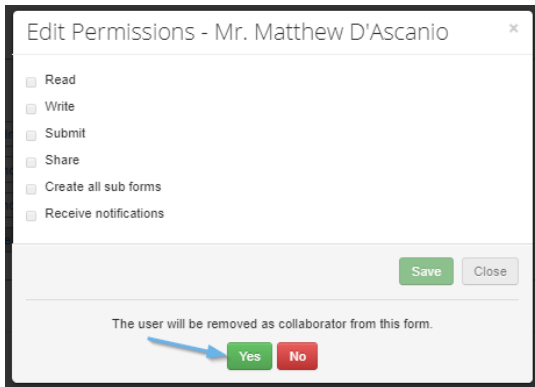 Edit Permissions - Mr. Matthew D'Ascanio ×
Read
Write
Submit
Share
Create all sub forms
Receive notifications
Save Close
The user will be removed as collaborator from this form.
Yes No